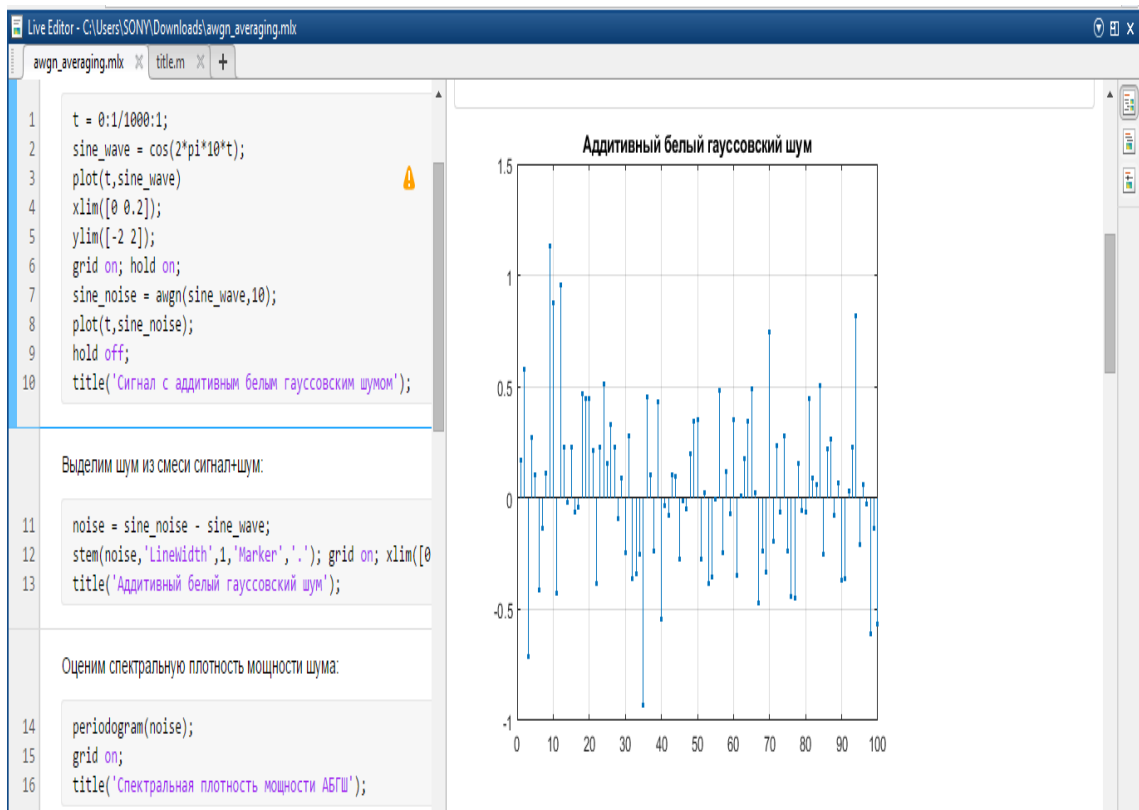 Live Editor - C:\Users\SONY\Downloads\awgn_averaging.mlx
awgn_averaging.mlx title.m
1 t = 0:1/1000:1;
2 sine_wave = cos(2*pi*10*t);
3 plot(t,sine_wave)
4 xlim([0 0.2]);
5 ylim([-2 2]);
6 grid on; hold on;
7 sine_noise = awgn(sine_wave,10);
8 plot(t,sine_noise);
9 hold off;
10 title('Сигнал с аддитивным белым гауссовским шумом');
Выделим шум из смеси сигнал+шум:
11 noise = sine_noise - sine_wave;
12 stem(noise,'LineWidth',1,'Marker','.'); grid on; xlim([0
13 title('Аддитивный белый гауссовский шум');
Оценим спектральную плотность мощности шума:
14 periodogram(noise);
15 grid on;
16 title('Спектральная плотность мощности АБГШ');
Аддитивный белый гауссовский шум
1.5
1
0.5
0
-0.5
-1
0 10 20 30 40 50 60 70 80 90 100